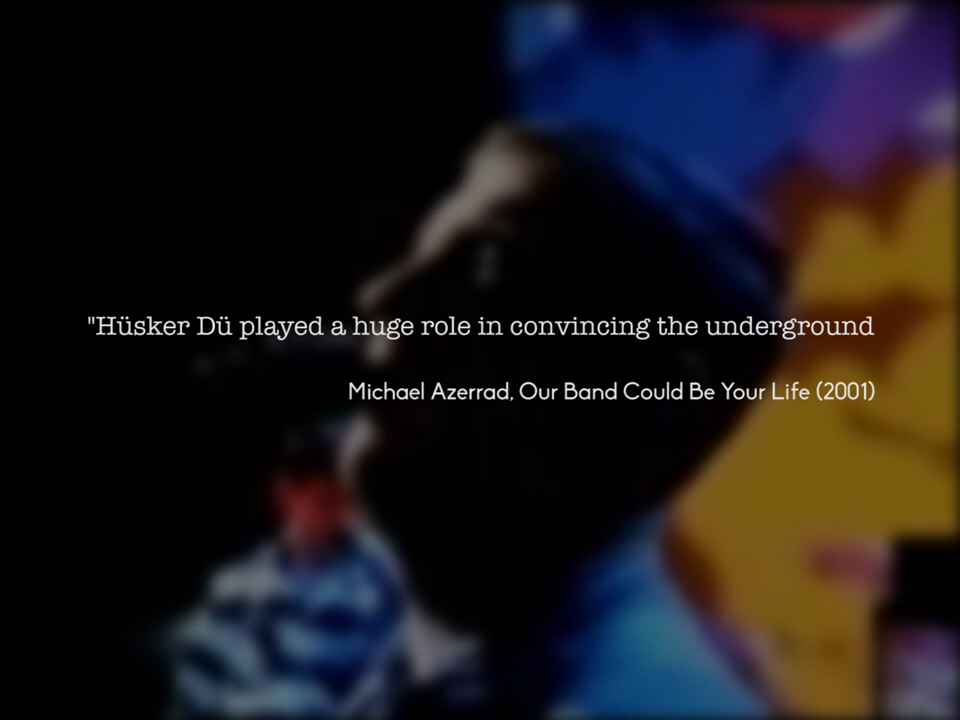 "Hüsker Dü played a huge role in convincing the underground
Michael Azerrad, Our Band Could Be Your Life (2001)